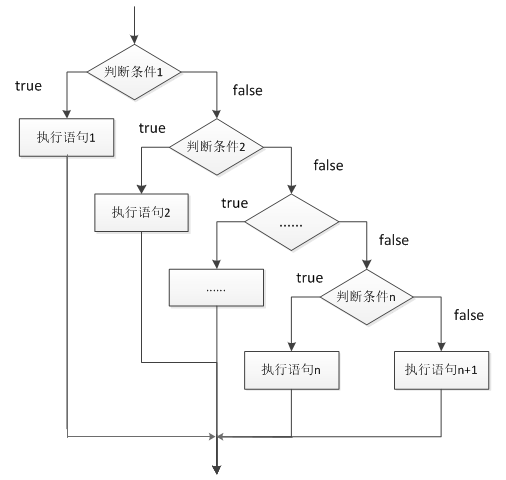 判断条件1
true
false
执行语句1
判断条件2
true
false
执行语句2
……
true
false
……
判断条件n
true
false
执行语句n
执行语句n+1